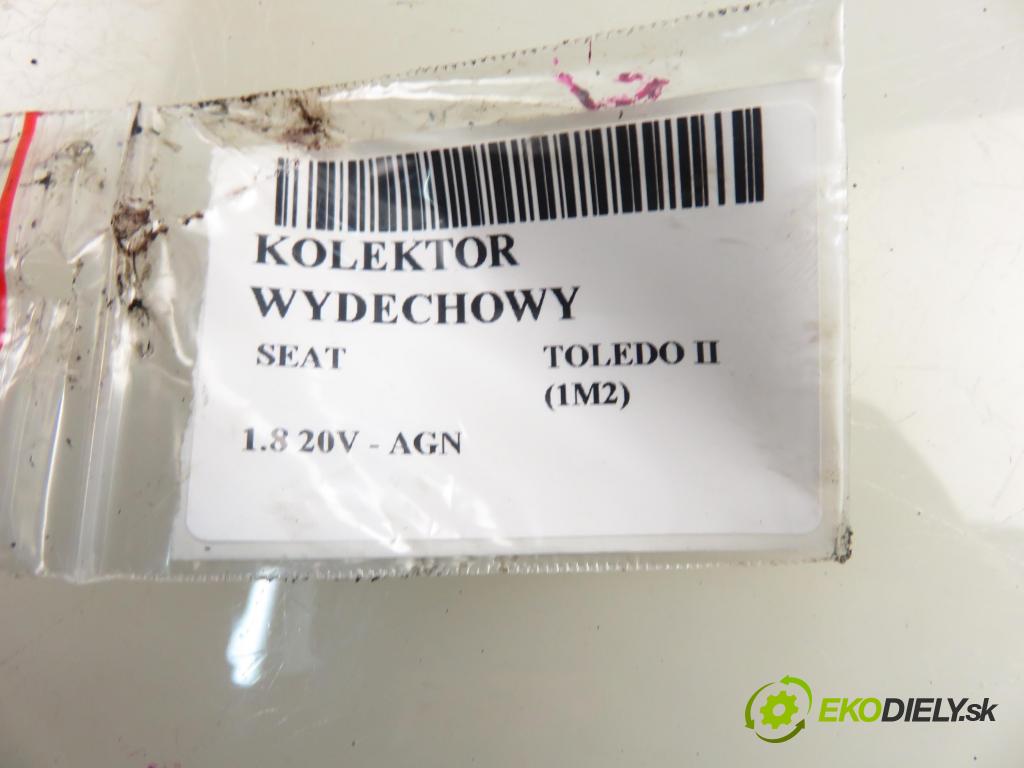 KOLEKTOR
WYDECHOWY
SEAT TOLEDO II
(1M2)
1.8 20V - AGN
EKODIELY.sk